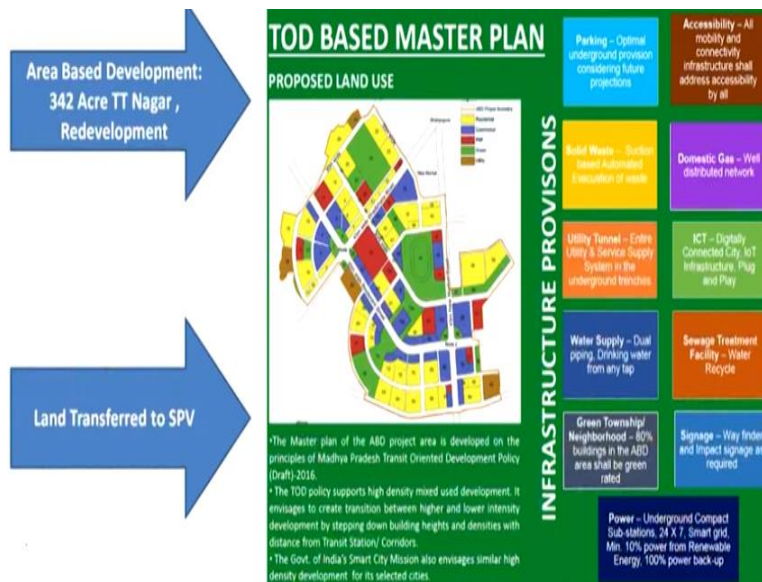 Area Based Development:
342 Acre TT Nagar ,
Redevelopment
Land Transferred to SPV
TOD BASED MASTER PLAN
PROPOSED LAND USE
•The Master plan of the ABD project area is developed on the
principles of Madhya Pradesh Transit Oriented Development Policy
(Draft)-2016.
•The TOD policy supports high density mixed used development. It
envisages to create transition between higher and lower intensity
development by stepping down building heights and densities with
distance from Transit Station/ Corridors.
•The Govt. of India's Smart City Mission also envisages similar high
density development for its selected cities.
INFRASTRUCTURE PROVISONS
Parking – Optimal
underground provision
considering future
projections
Accessibility – All
mobility and
connectivity
infrastructure shall
address accessibility
by all
Solid Waste – Suction
based Automated
Evacuation of waste
Domestic Gas – Well
distributed network
Utility Tunnel – Entire
Utility & Service Supply
System in the
underground trenches
ICT – Digitally
Connected City, IoT
Infrastructure, Plug
and Play
Water Supply – Dual
piping, Drinking water
from any tap
Sewage Treatment
Facility – Water
Recycle
Green Township/
Neighborhood – 80%
buildings in the ABD
area shall be green
rated
Signage – Way finder
and Impact signage as
required
Power – Underground Compact
Sub-stations, 24 X 7, Smart grid,
Min. 10% power from Renewable
Energy, 100% power back-up